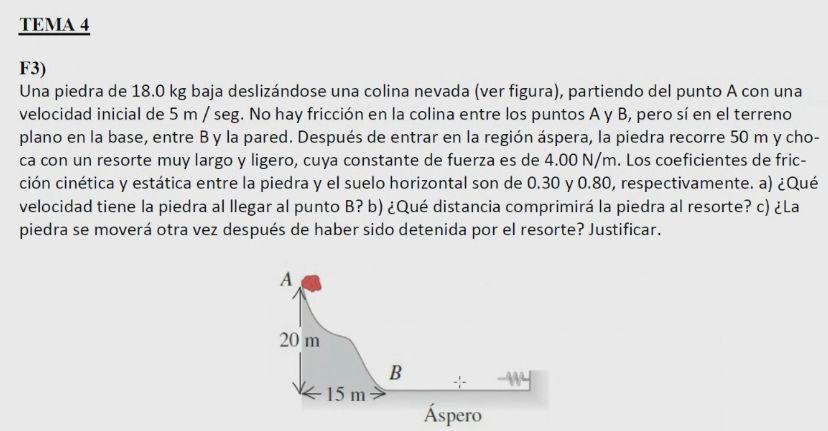 TEMA 4
F3)
Una piedra de 18.0 kg baja deslizándose una colina nevada (ver figura), partiendo del punto A con una
velocidad inicial de 5 m / seg. No hay fricción en la colina entre los puntos A y B, pero sí en el terreno
plano en la base, entre B y la pared. Después de entrar en la región áspera, la piedra recorre 50 m y cho-
ca con un resorte muy largo y ligero, cuya constante de fuerza es de 4.00 N/m. Los coeficientes de fric-
ción cinética y estática entre la piedra y el suelo horizontal son de 0.30 y 0.80, respectivamente. a) ¿Qué
velocidad tiene la piedra al llegar al punto B? b) ¿Qué distancia comprimirá la piedra al resorte? c) ¿La
piedra se moverá otra vez después de haber sido detenida por el resorte? Justificar.
A
20 m
B
15 m
Áspero